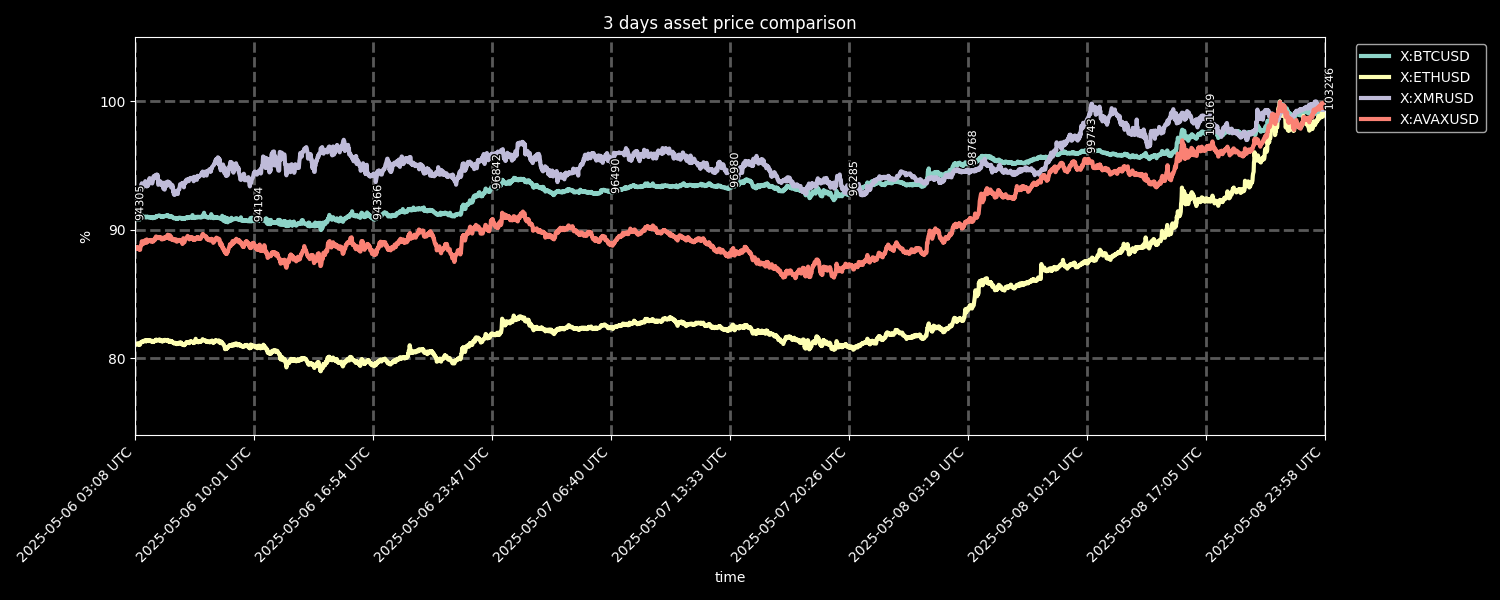 3 days asset price comparison
X:BTCUSD
X:ETHUSD
X:XMRUSD
X:AVAXUSD
100
90
80
%
94305
94194
94366
96842
96490
96980
96285
98768
99743
101169
103246
2025-05-06 03:08 UTC
2025-05-06 10:01 UTC
2025-05-06 16:54 UTC
2025-05-06 23:47 UTC
2025-05-07 06:40 UTC
2025-05-07 13:33 UTC
2025-05-07 20:26 UTC
2025-05-08 03:19 UTC
2025-05-08 10:12 UTC
2025-05-08 17:05 UTC
2025-05-08 23:58 UTC
time